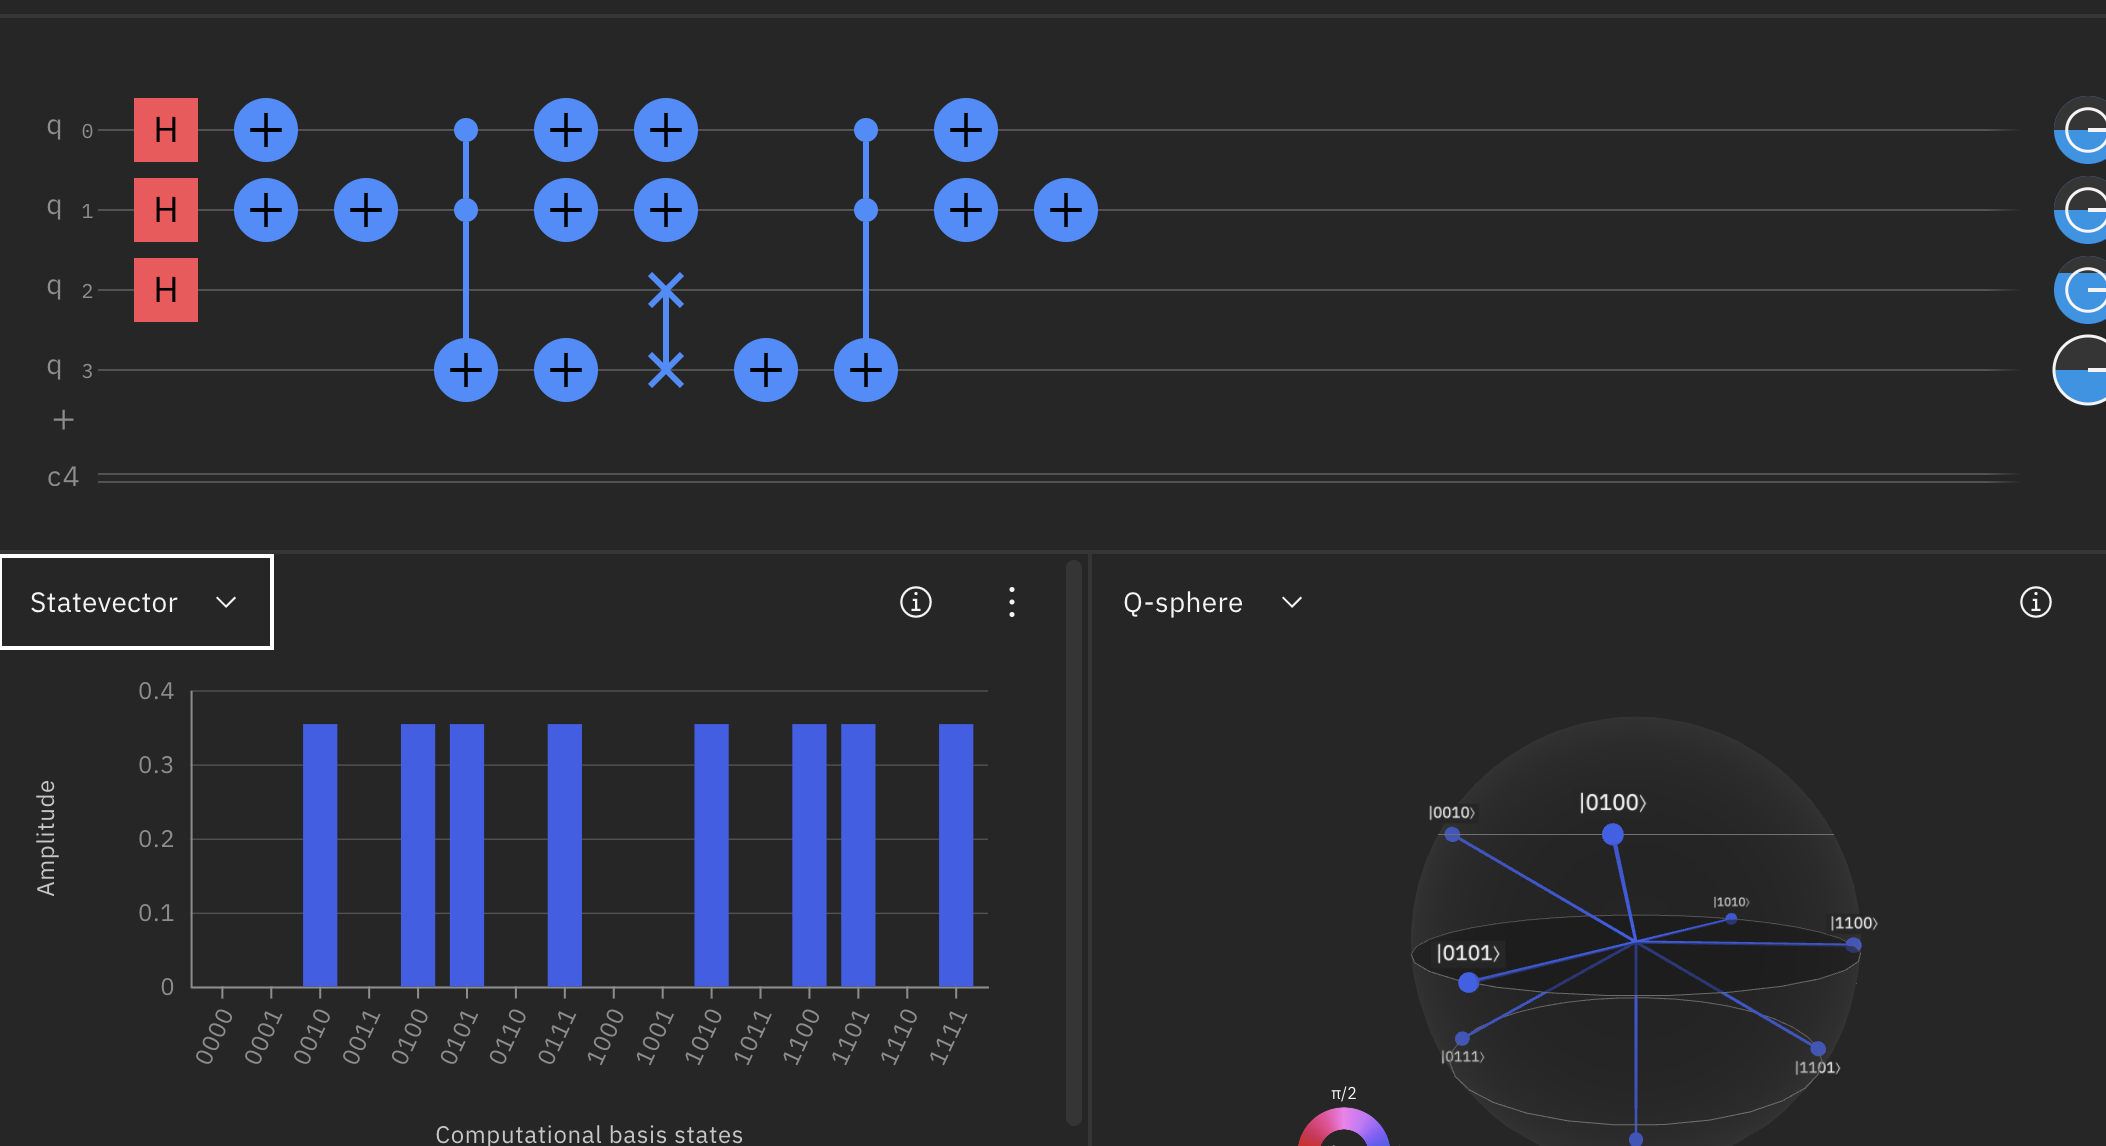 q 0 H
q 1 H
q 2 H
q 3
+
c4
Statevector
Q-sphere
Amplitude
0.4
0.3
0.2
0.1
0
0000 0001 0010 0011 0100 0101 0110 0111 1000 1001 1010 1011 1100 1101 1110 1111
Computational basis states
|0010⟩
|0100⟩
|1010⟩
|1100⟩
|0101⟩
|0111⟩
|1101⟩
π/2